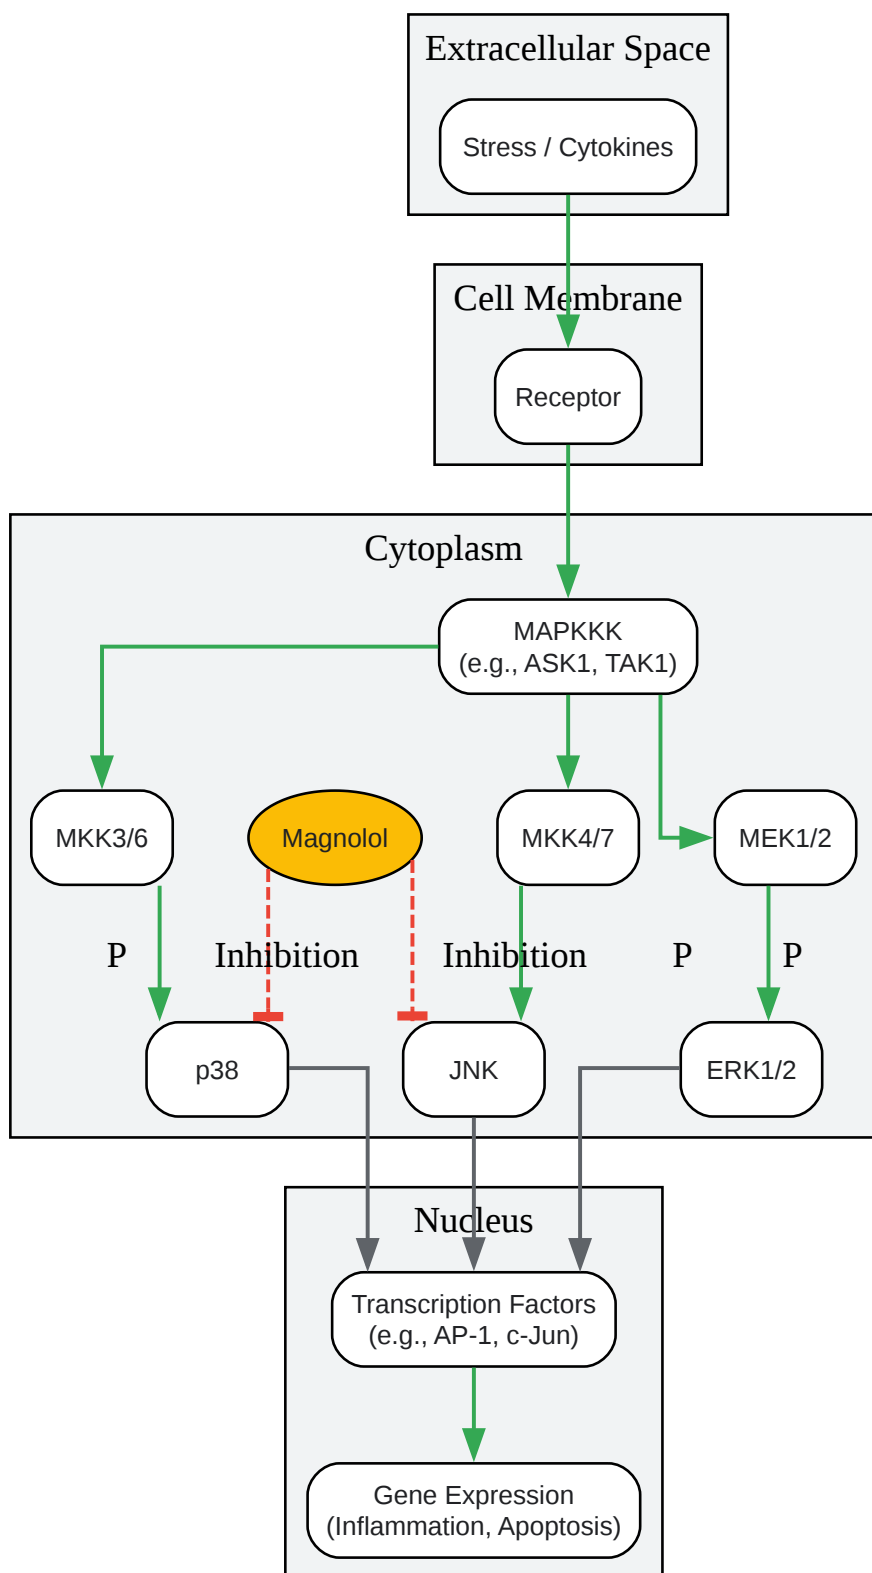 Extracellular Space
Stress / Cytokines
Cell Membrane
Receptor
Cytoplasm
MAPKKK
(e.g., ASK1, TAK1)
MKK3/6
Magnolol
MKK4/7
MEK1/2
P
Inhibition
Inhibition
P
P
p38
JNK
ERK1/2
Nucleus
Transcription Factors
(e.g., AP-1, c-Jun)
Gene Expression
(Inflammation, Apoptosis)